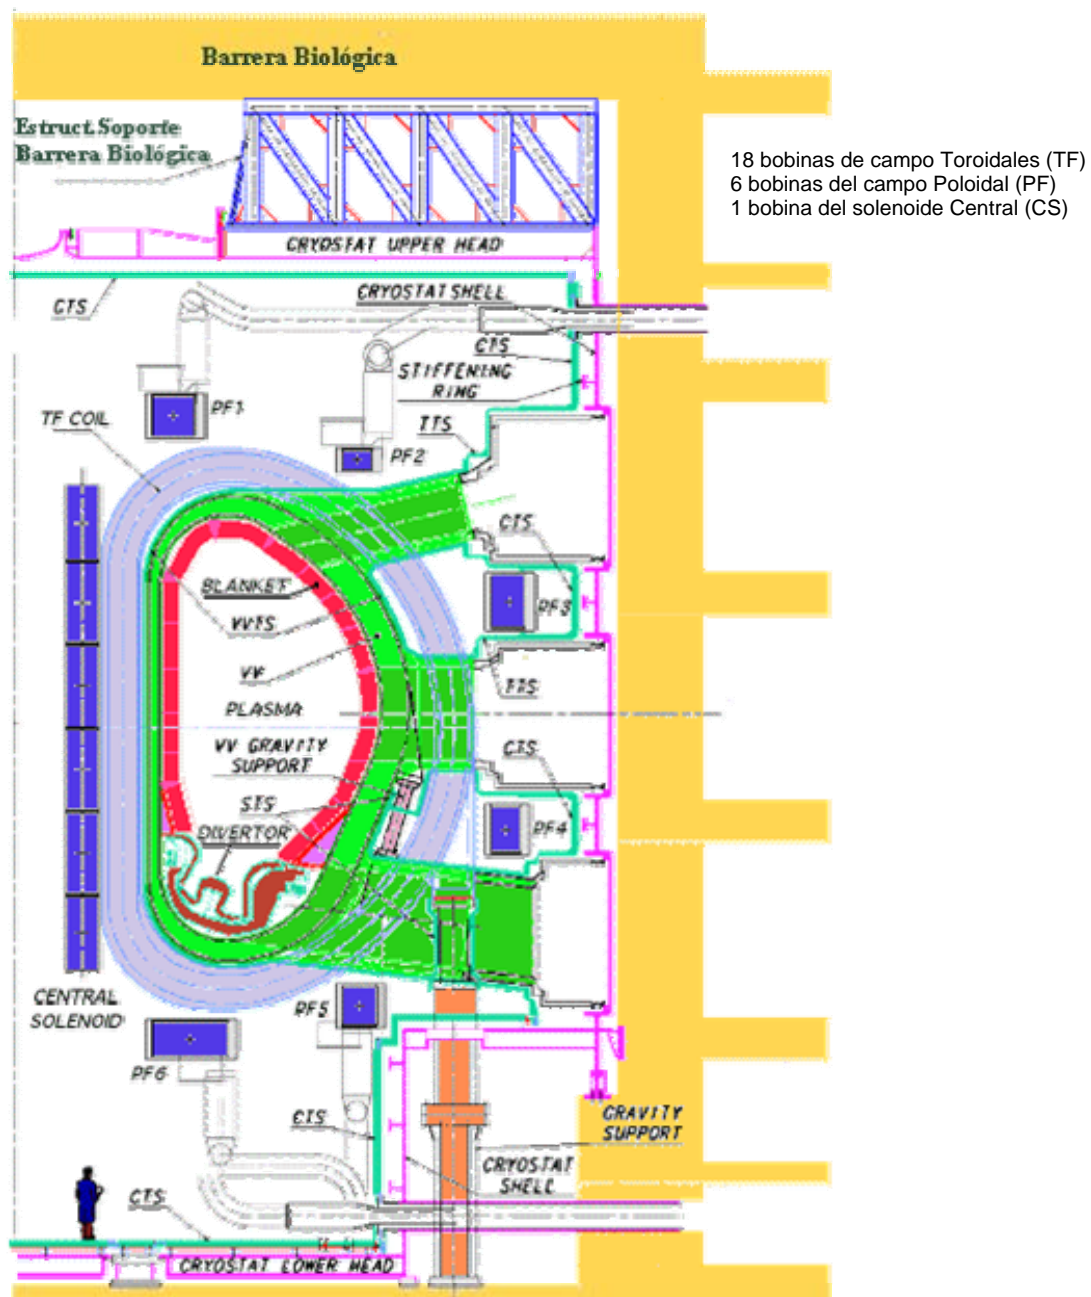 Barrera Biológica
Estruct.Soporte
Barrera Biológica
18 bobinas de campo Toroidales (TF)
6 bobinas del campo Poloidal (PF)
1 bobina del solenoide Central (CS)
CRYOSTAT UPPER HEAD
CTS
CRYOSTAT SHELL
CTS
STIFFENING
RING
PF1
TF COIL
TTS
PF2
CTS
BLANKET
PF3
VVTS
VV
TTS
PLASMA
VV GRAVITY
SUPPORT
CTS
STS
DIVERTOR
PF4
CENTRAL
SOLENOID
PF5
PF6
CTS
GRAVITY
SUPPORT
CRYOSTAT
SHELL
CTS
CRYOSTAT LOWER HEAD